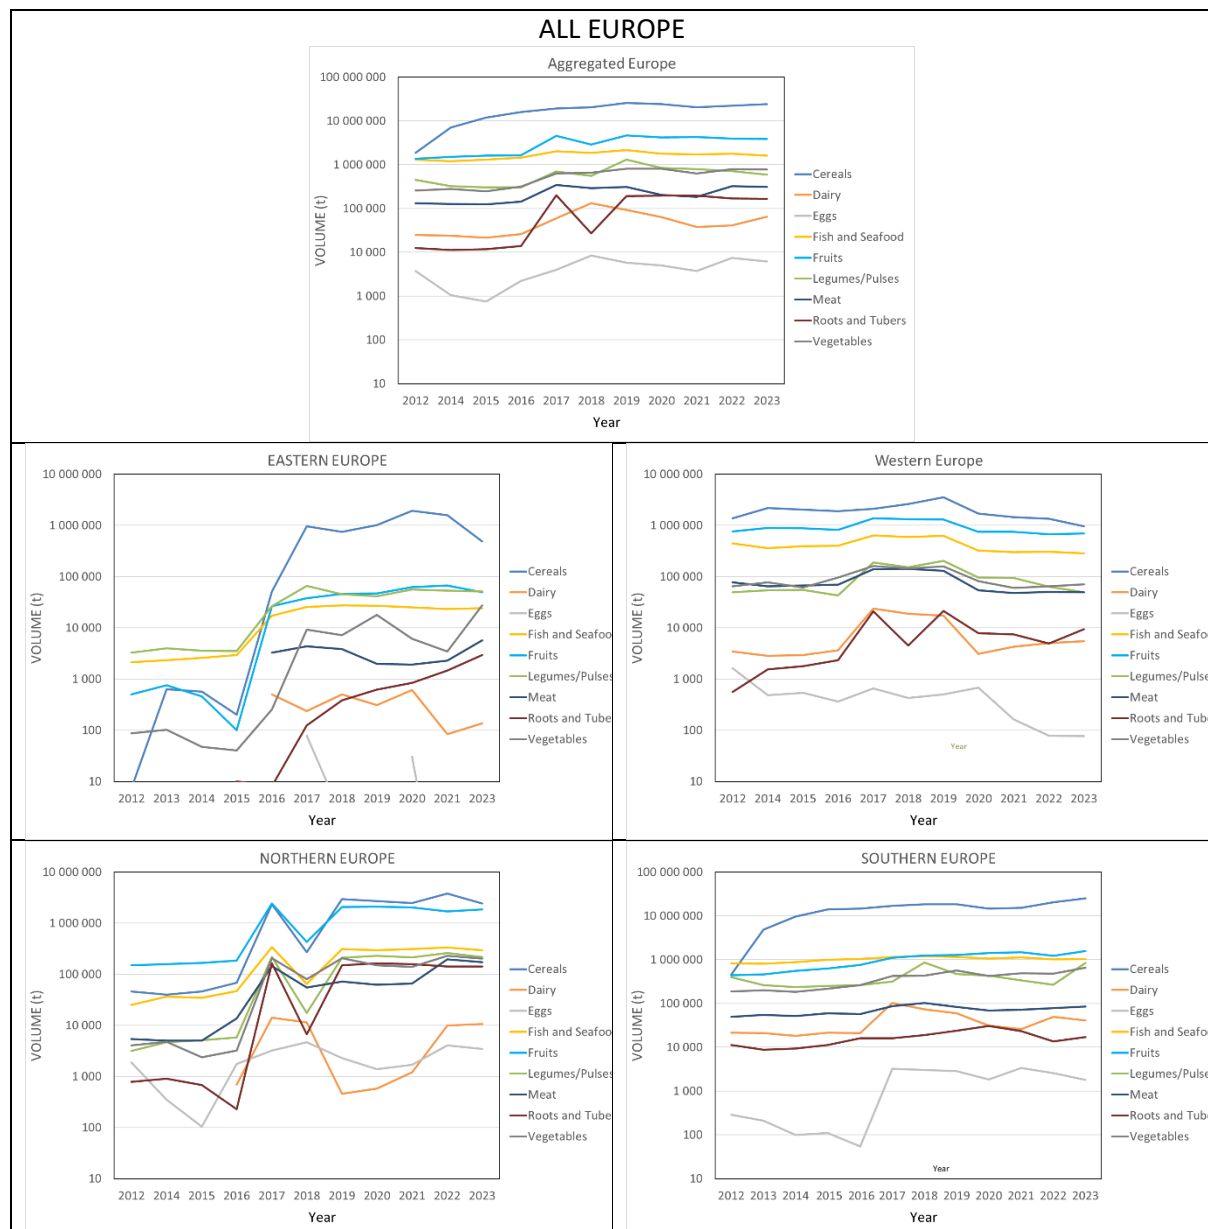 ALL EUROPE
Aggregated Europe
100 000 000
10 000 000
1 000 000
100 000
10 000
1 000
100
10
VOLUME (t)
2012 2014 2015 2016 2017 2018 2019 2020 2021 2022 2023
Year
Cereals
Dairy
Eggs
Fish and Seafood
Fruits
Legumes/Pulses
Meat
Roots and Tubers
Vegetables
EASTERN EUROPE
10 000 000
1 000 000
100 000
10 000
1 000
100
10
VOLUME (t)
2012 2013 2014 2015 2016 2017 2018 2019 2020 2021 2023
Year
Cereals
Dairy
Eggs
Fish and Seafoo
Fruits
Legumes/Pulses
Meat
Roots and Tube
Vegetables
Western Europe
10 000 000
1 000 000
100 000
10 000
1 000
100
10
VOLUME (t)
Year
2012 2014 2015 2016 2017 2018 2019 2020 2021 2022 2023
Year
Cereals
Dairy
Eggs
Fish and Seafo
Fruits
Legumes/Pulses
Meat
Roots and Tube
Vegetables
NORTHERN EUROPE
10 000 000
1 000 000
100 000
10 000
1 000
100
10
VOLUME (t)
2012 2014 2015 2016 2017 2018 2019 2020 2021 2022 2023
Year
Cereals
Dairy
Eggs
Fish and Seafo
Fruits
Legumes/Pulses
Meat
Roots and Tube
Vegetables
SOUTHERN EUROPE
100 000 000
10 000 000
1 000 000
100 000
10 000
1 000
100
10
VOLUME (t)
Year
2012 2013 2014 2015 2016 2017 2018 2019 2020 2021 2022 2023
Year
Cereals
Dairy
Eggs
Fish and Seafo
Fruits
Legumes/Pulses
Meat
Roots and Tube
Vegetables